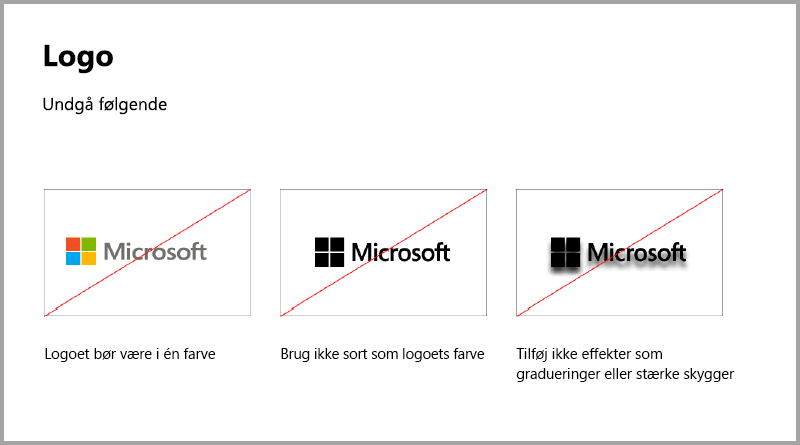 Logo
Undgå følgende
Microsoft
Microsoft
Microsoft
Logoet bør være i én farve
Brug ikke sort som logoets farve
Tilføj ikke effekter som
gradueringer eller stærke skygger